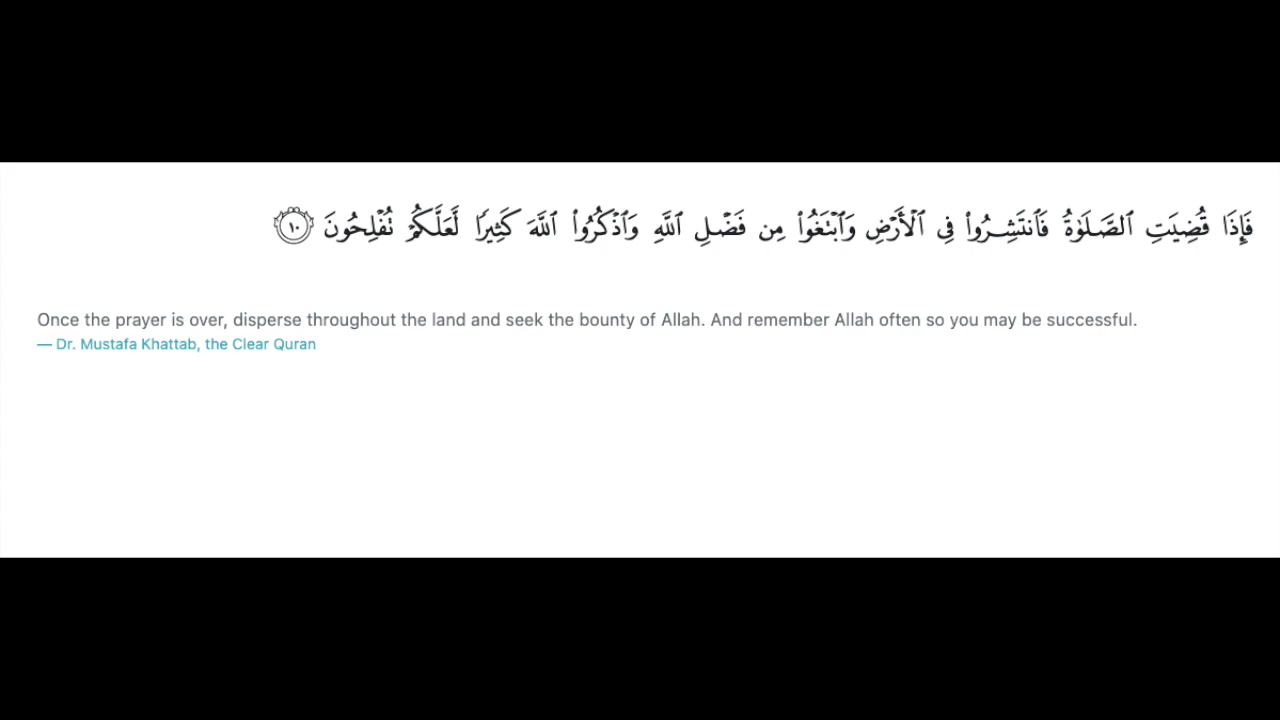 فَإِذَا قُضِيَتِ ٱلصَّلَوٰةُ فَٱنتَشِرُوا۟ فِى ٱلْأَرْضِ وَٱبْتَغُوا۟ مِن فَضْلِ ٱللَّهِ وَٱذْكُرُوا۟ ٱللَّهَ كَثِيرًا لَّعَلَّكُمْ تُفْلِحُونَ ١٠
Once the prayer is over, disperse throughout the land and seek the bounty of Allah. And remember Allah often so you may be successful.
— Dr. Mustafa Khattab, the Clear Quran